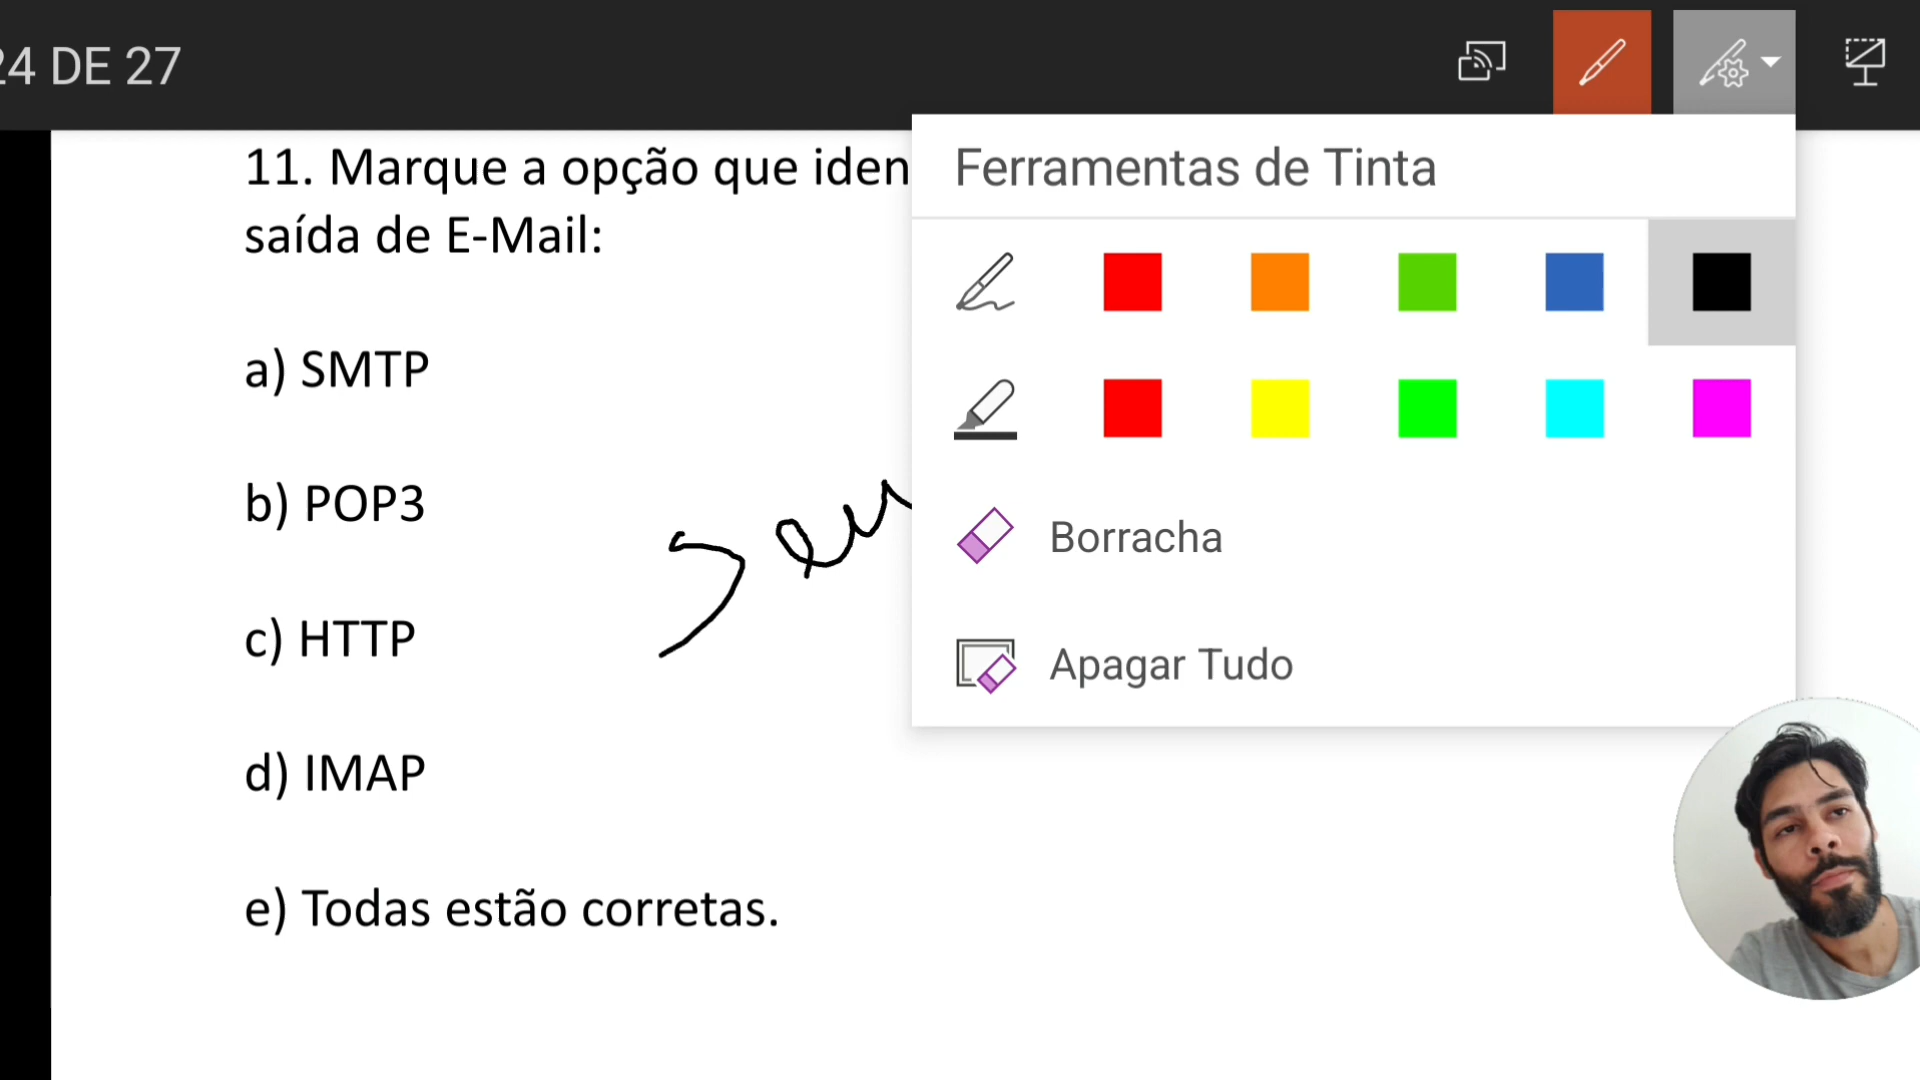 24 DE 27
11. Marque a opção que iden
saída de E-Mail:
a) SMTP
b) POP3
c) HTTP
d) IMAP
e) Todas estão corretas.
Ferramentas de Tinta
Borracha
Apagar Tudo